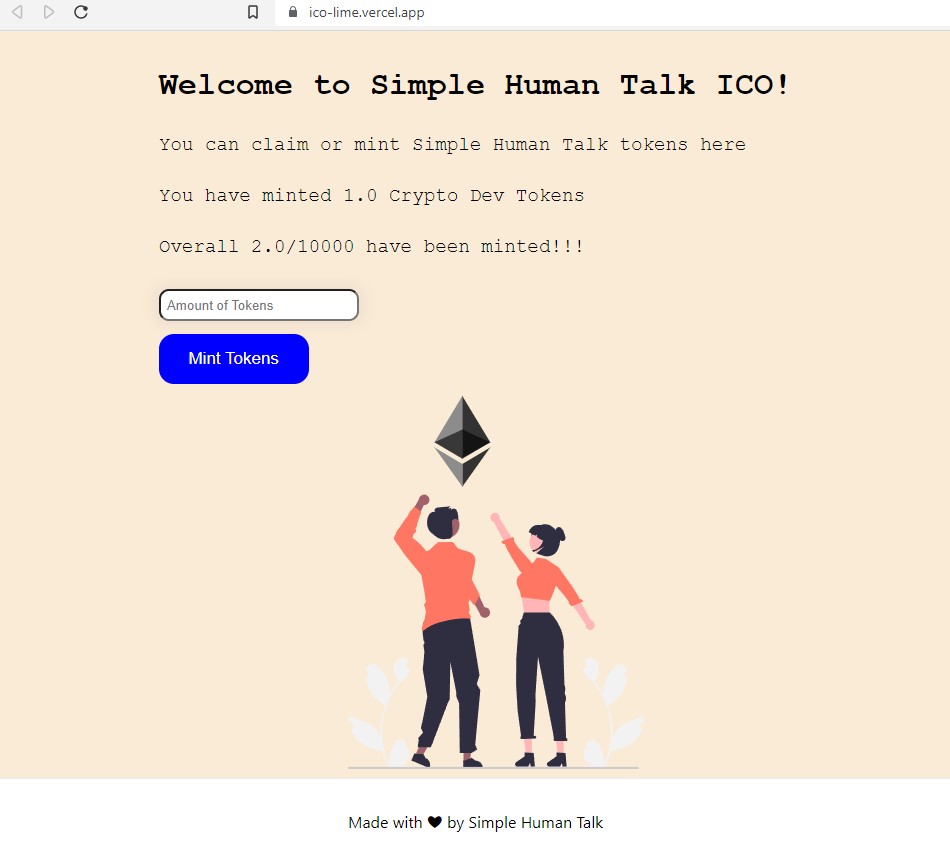 ico-lime.vercel.app
Welcome to Simple Human Talk ICO!
You can claim or mint Simple Human Talk tokens here
You have minted 1.0 Crypto Dev Tokens
Overall 2.0/10000 have been minted!!!
Amount of Tokens
Mint Tokens
Made with ❤ by Simple Human Talk